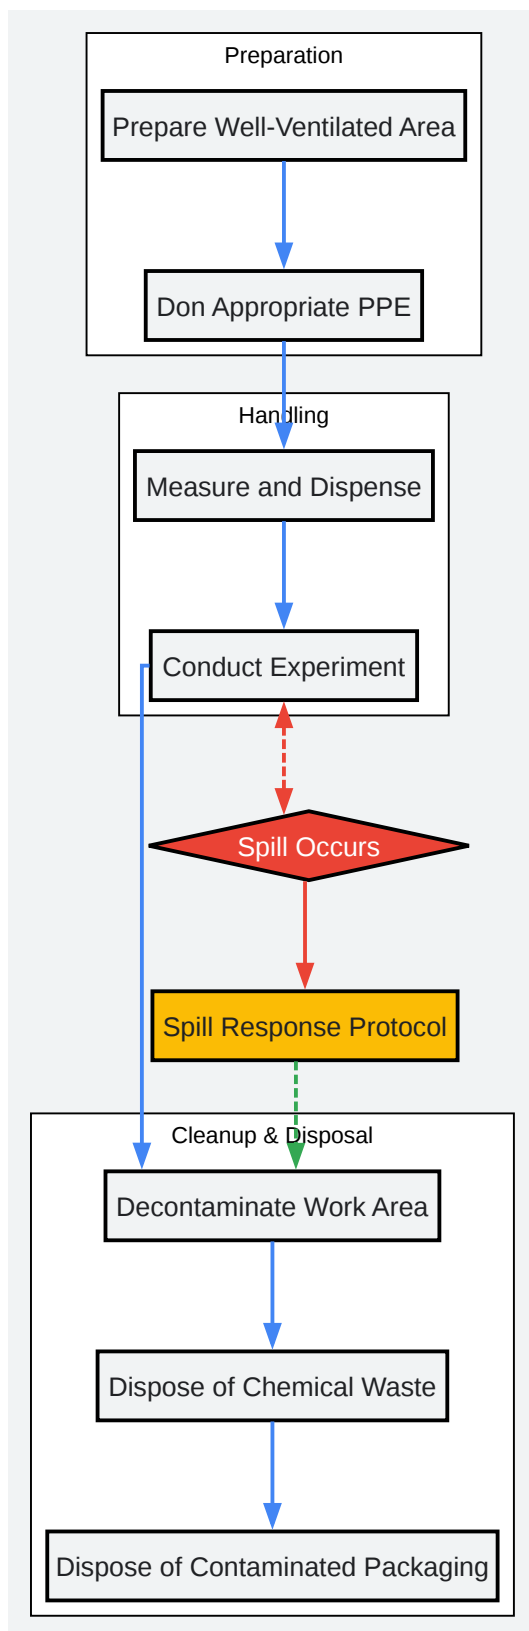 Preparation
Prepare Well-Ventilated Area
Don Appropriate PPE
Handling
Measure and Dispense
Conduct Experiment
Spill Occurs
Spill Response Protocol
Cleanup & Disposal
Decontaminate Work Area
Dispose of Chemical Waste
Dispose of Contaminated Packaging